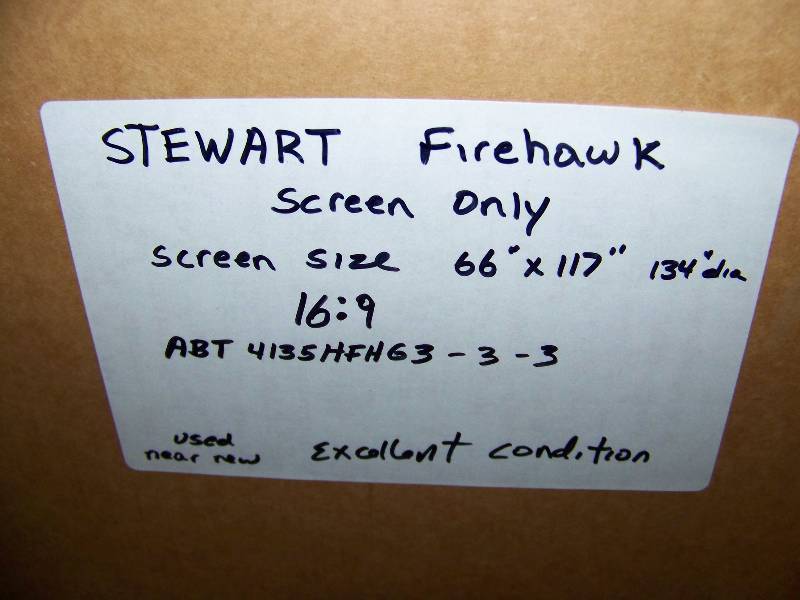 STEWART Firehawk
Screen Only
Screen size 66" x 117" 134" dia
16:9
ABT 4135HFHG3 - 3 - 3
used
near new Excellent condition